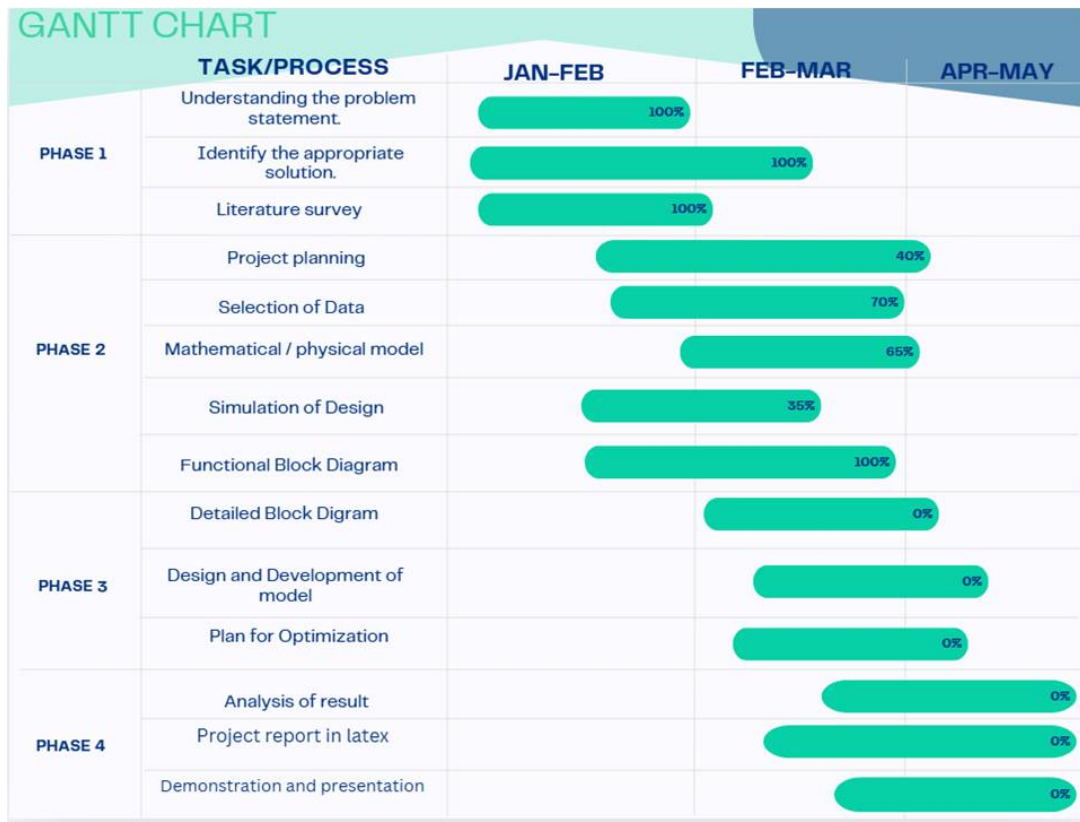 GANTT CHART
TASK/PROCESS JAN–FEB FEB-MAR APR–MAY
PHASE 1
Understanding the problem
statement.
100%
Identify the appropriate
solution.
100%
Literature survey 100%
PHASE 2
Project planning 40%
Selection of Data 70%
Mathematical / physical model 65%
Simulation of Design 35%
Functional Block Diagram 100%
PHASE 3
Detailed Block Digram 0%
Design and Development of
model
0%
Plan for Optimization 0%
PHASE 4
Analysis of result 0%
Project report in latex 0%
Demonstration and presentation 0%